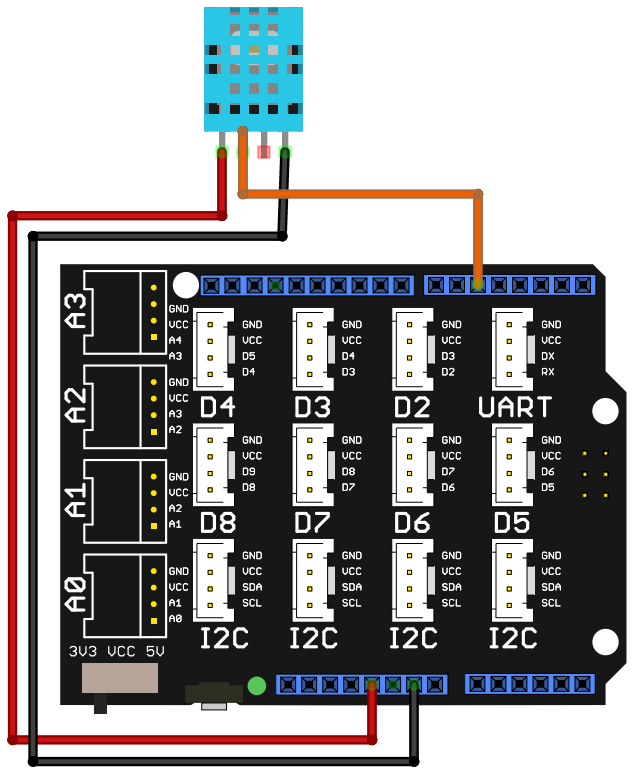 A3
GND
VCC
A4
A3
GND
VCC
D5
D4
D4
GND
VCC
D4
D3
D3
GND
VCC
D3
D2
D2
GND
VCC
DX
RX
UART
A2
GND
VCC
A3
A2
GND
VCC
D9
D8
D8
GND
VCC
D8
D7
D7
GND
VCC
D7
D6
D6
GND
VCC
D6
D5
D5
A1
GND
VCC
A2
A1
GND
VCC
SDA
SCL
I2C
GND
VCC
SDA
SCL
I2C
GND
VCC
SDA
SCL
I2C
GND
VCC
SDA
SCL
I2C
A0
GND
VCC
A1
A0
3V3 VCC 5V